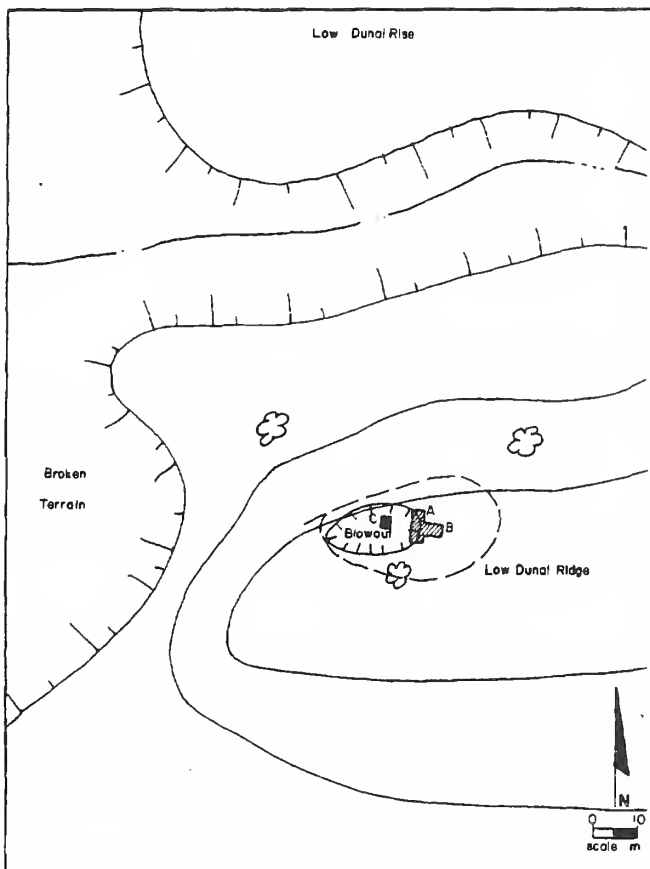 Low Dunal Rise
Broken
Terrain
A
C
B
Blowout
Low Dunal Ridge
N
0 10
scale m